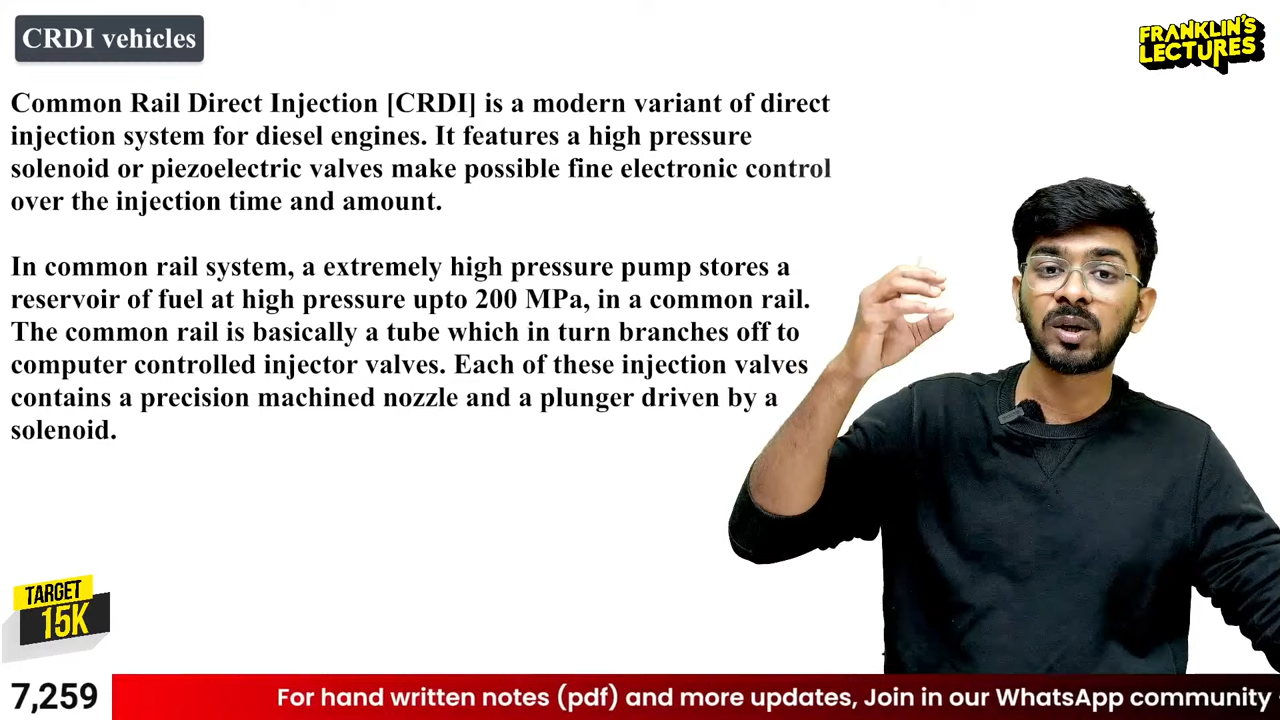 CRDI vehicles
FRANKLIN'S
LECTURES
Common Rail Direct Injection [CRDI] is a modern variant of direct
injection system for diesel engines. It features a high pressure
solenoid or piezoelectric valves make possible fine electronic control
over the injection time and amount.
In common rail system, a extremely high pressure pump stores a
reservoir of fuel at high pressure upto 200 MPa, in a common rail.
The common rail is basically a tube which in turn branches off to
computer controlled injector valves. Each of these injection valves
contains a precision machined nozzle and a plunger driven by a
solenoid.
TARGET
15K
7,259
For hand written notes (pdf) and more updates, Join in our WhatsApp community